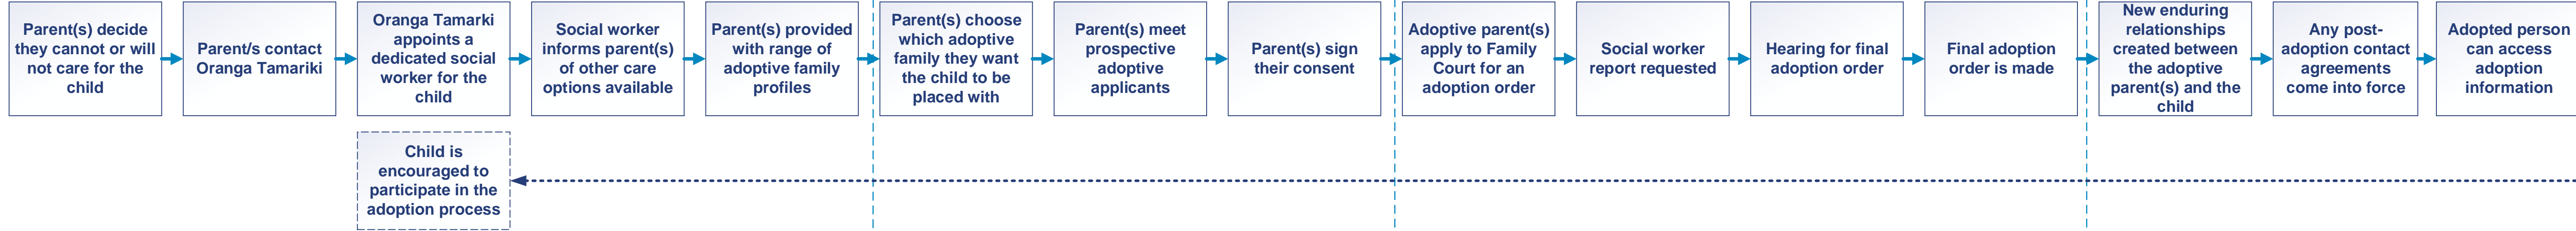 Parent(s) decide
they cannot or will
not care for the
child
Parent/s contact
Oranga Tamariki
Oranga Tamarki
appoints a
dedicated social
worker for the
child
Social worker
informs parent(s)
of other care
options available
Parent(s) provided
with range of
adoptive family
profiles
Parent(s) choose
which adoptive
family they want
the child to be
placed with
Parent(s) meet
prospective
adoptive
applicants
Parent(s) sign
their consent
Adoptive parent(s)
apply to Family
Court for an
adoption order
Social worker
report requested
Hearing for final
adoption order
Final adoption
order is made
New enduring
relationships
created between
the adoptive
parent(s) and the
child
Any post-
adoption contact
agreements
come into force
Adopted person
can access
adoption
information
Child is
encouraged to
participate in the
adoption process